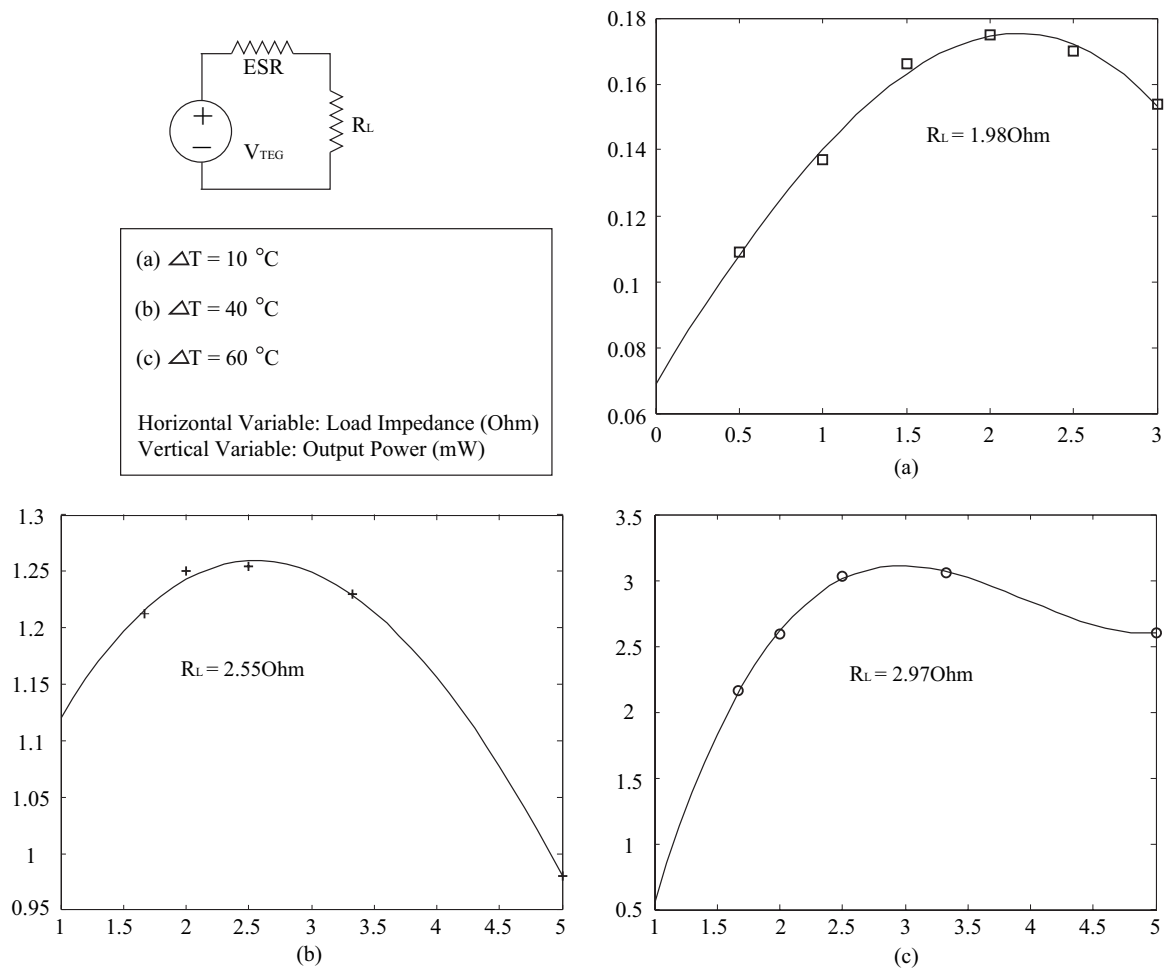 ESR
+
−
V_TEG
R_L
(a) △T = 10 °C
(b) △T = 40 °C
(c) △T = 60 °C
Horizontal Variable: Load Impedance (Ohm)
Vertical Variable: Output Power (mW)
0.18
0.16
0.14
0.12
0.1
0.08
0.06
R_L = 1.98Ohm
0 0.5 1 1.5 2 2.5 3
(a)
1.3
1.25
1.2
1.15
1.1
1.05
1
0.95
R_L = 2.55Ohm
1 1.5 2 2.5 3 3.5 4 4.5 5
(b)
3.5
3
2.5
2
1.5
1
0.5
R_L = 2.97Ohm
1 1.5 2 2.5 3 3.5 4 4.5 5
(c)